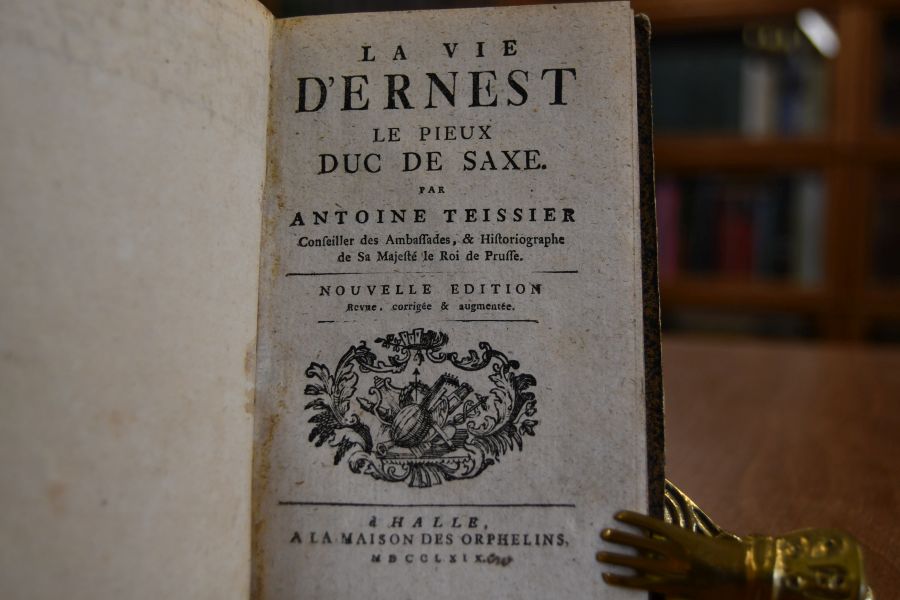 LA VIE
D'ERNEST
LE PIEUX
DUC DE SAXE.
PAR
ANTOINE TEISSIER
Conſeiller des Ambaſſades, & Hiſtoriographe
de Sa Majeſté le Roi de Pruſſe.
NOUVELLE EDITION
Revue, corrigée & augmentée.
à HALLE,
A LA MAISON DES ORPHELINS,
MDCCLXIX.